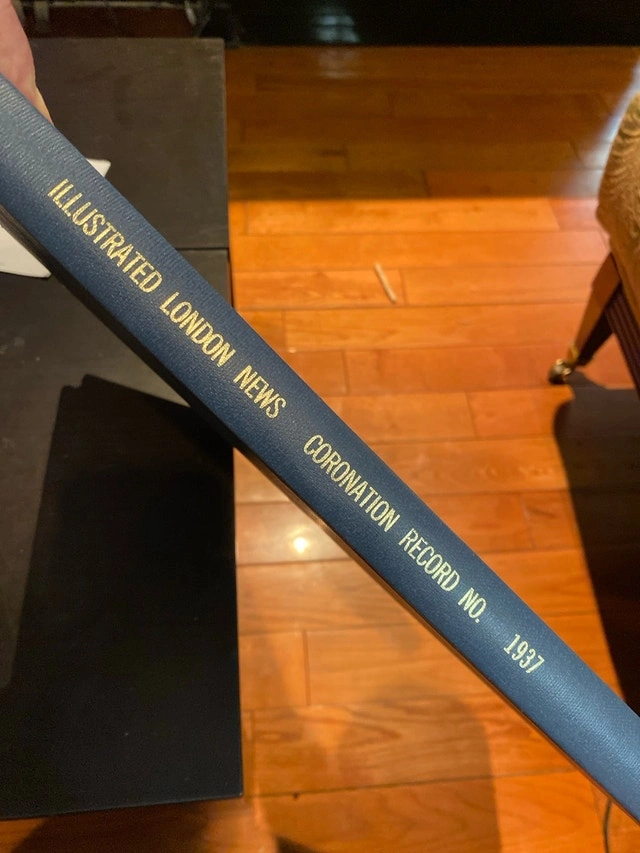 ILLUSTRATED LONDON NEWS CORONATION RECORD NO. 1937